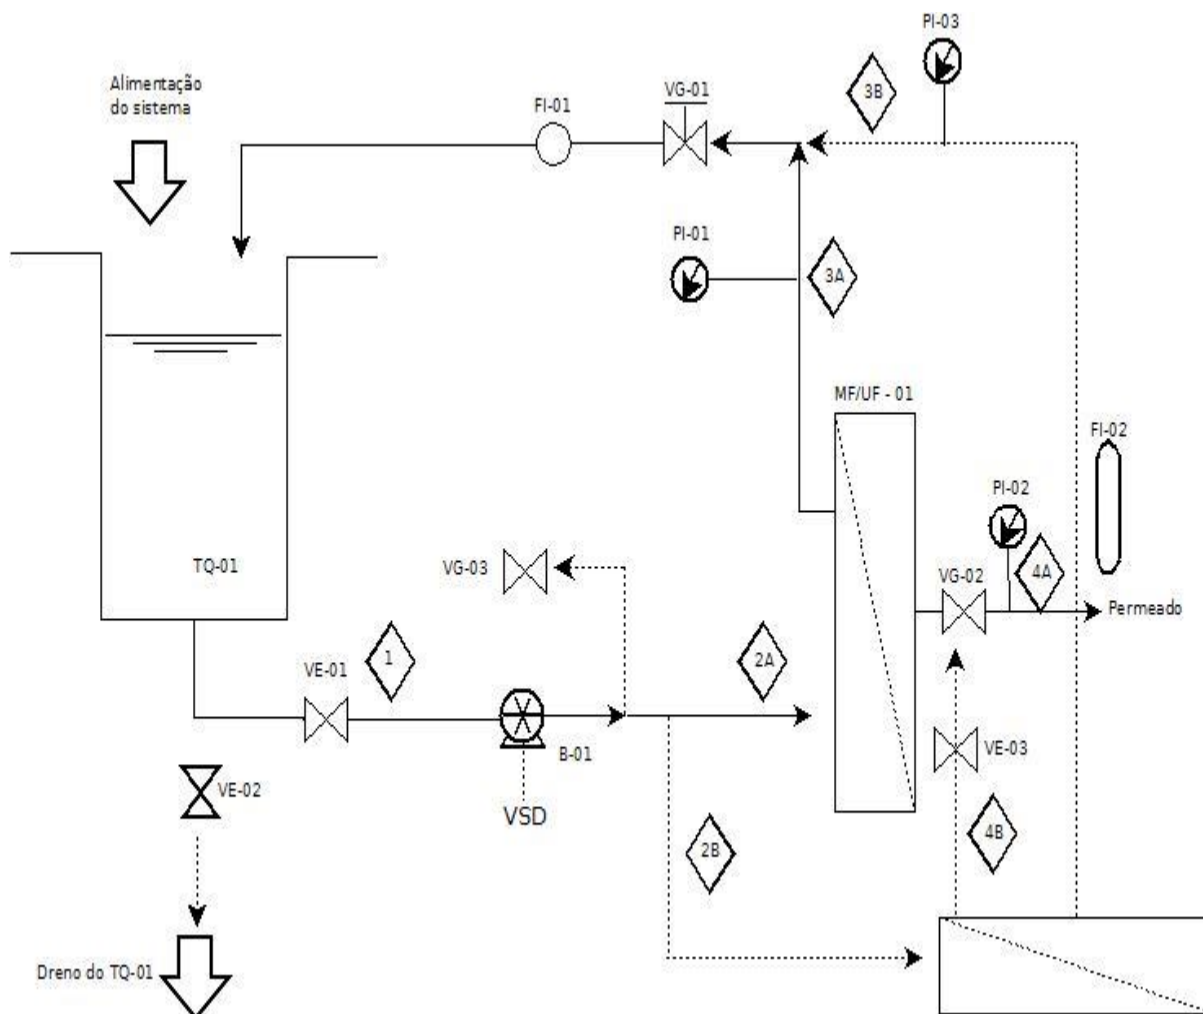 PI-03
Alimentação
do sistema
FI-01
VG-01
3B
PI-01
3A
MF/UF - 01
FI-02
PI-02
TQ-01
VG-03
VG-02
4A
Permeado
VE-01
1
2A
B-01
VE-03
VE-02
VSD
2B
4B
Dreno do TQ-01